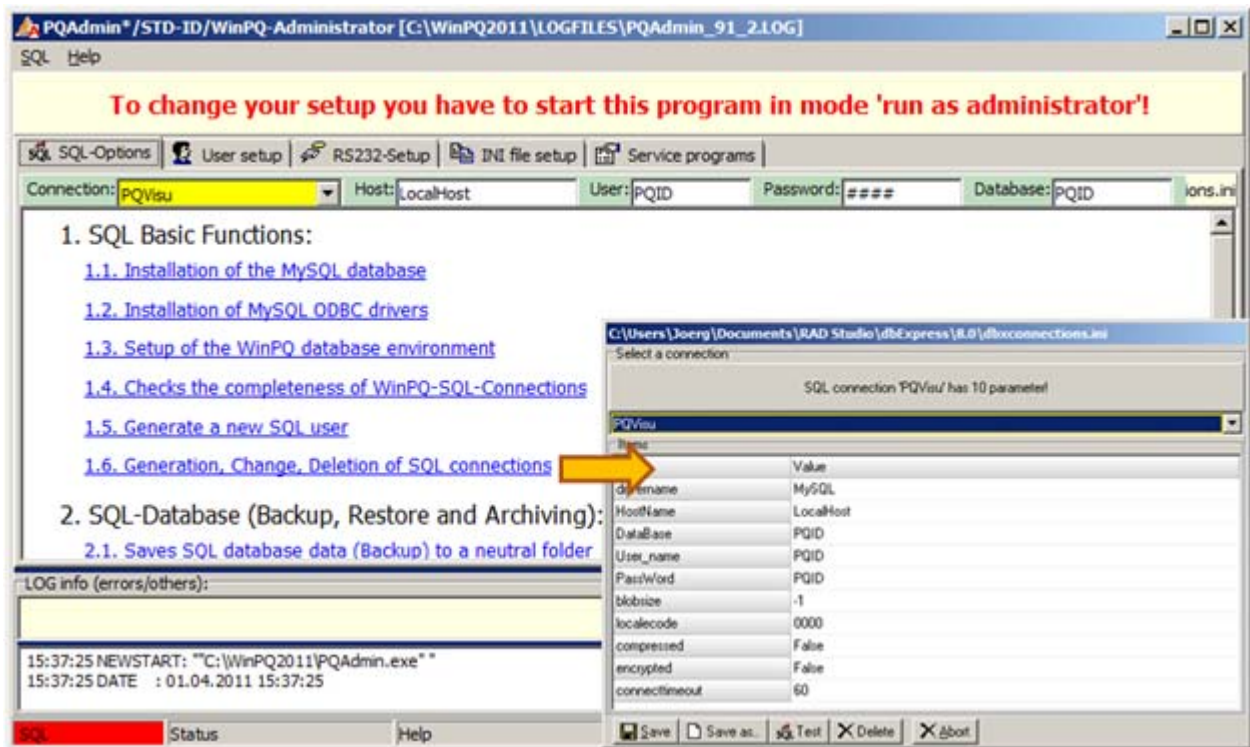 PQAdmin*/STD-ID/WinPQ-Administrator [C:\WinPQ2011\LOGFILES\PQAdmin_91_2.LOG]
SQL Help
To change your setup you have to start this program in mode 'run as administrator'!
SQL-Options User setup RS232-Setup INI file setup Service programs
Connection: PQVisu Host: LocalHost User: PQID Password: #### Database: PQID ions.ini
1. SQL Basic Functions:
1.1. Installation of the MySQL database
1.2. Installation of MySQL ODBC drivers
1.3. Setup of the WinPQ database environment
1.4. Checks the completeness of WinPQ-SQL-Connections
1.5. Generate a new SQL user
1.6. Generation, Change, Deletion of SQL connections
2. SQL-Database (Backup, Restore and Archiving):
2.1. Saves SQL database data (Backup) to a neutral folder
LOG info (errors/others):
15:37:25 NEWSTART: ""C:\WinPQ2011\PQAdmin.exe" "
15:37:25 DATE : 01.04.2011 15:37:25
SQL Status Help
C:\Users\Joerg\Documents\RAD Studio\dbExpress\8.0\dbxconnections.ini
Select a connection
SQL connection 'PQVisu' has 10 parameter!
PQVisu
Items
Value
drivername MySQL
HostName LocalHost
DataBase PQID
User_name PQID
PassWord PQID
blobsize -1
localecode 0000
compressed False
encrypted False
connecttimeout 60
Save Save as.. Test Delete Abort